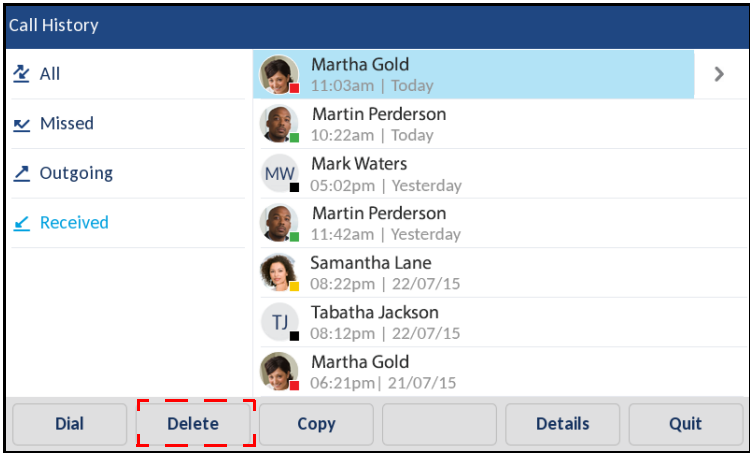 Call History
All
Missed
Outgoing
Received
Martha Gold
11:03am | Today
Martin Perderson
10:22am | Today
MW
Mark Waters
05:02pm | Yesterday
Martin Perderson
11:42am | Yesterday
Samantha Lane
08:22pm | 22/07/15
TJ
Tabatha Jackson
08:12pm | 22/07/15
Martha Gold
06:21pm| 21/07/15
Dial
Delete
Copy
Details
Quit